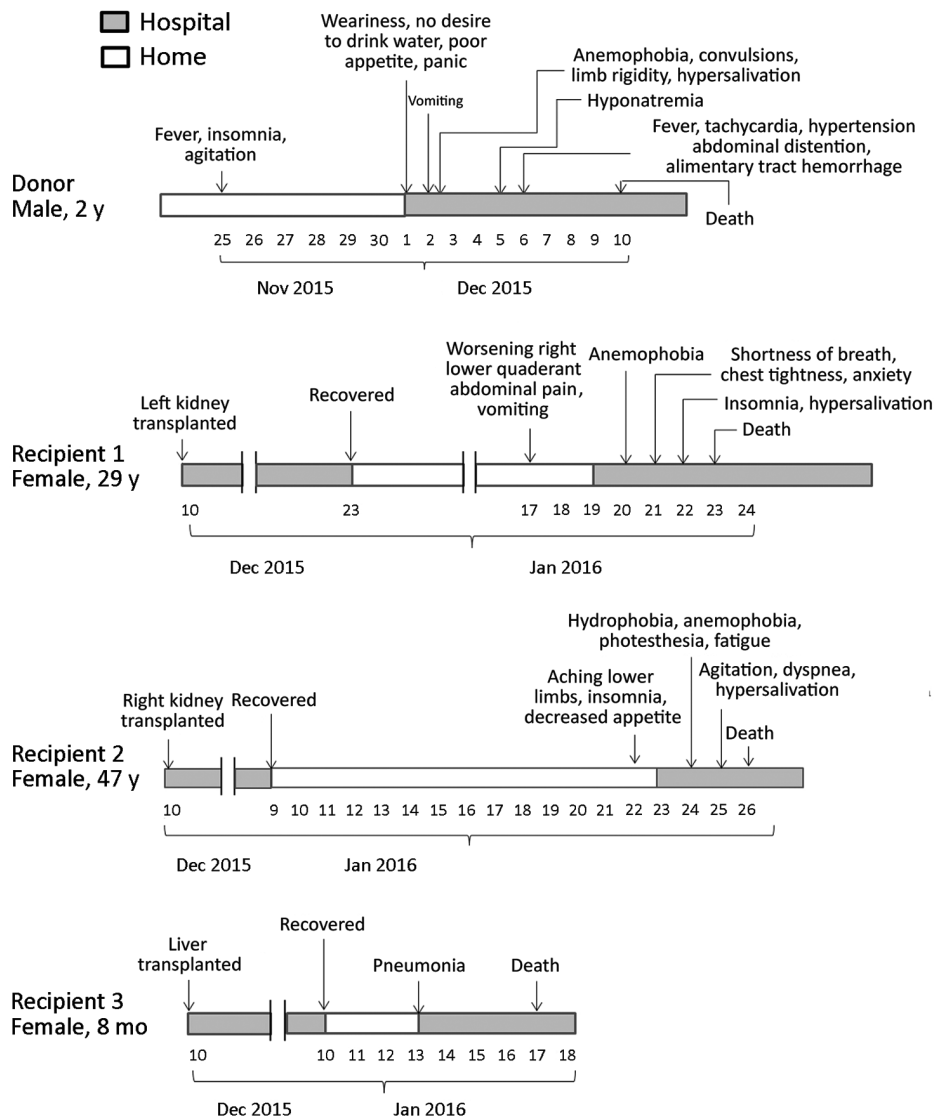 Hospital
Home
Weariness, no desire
to drink water, poor
appetite, panic
Vomiting
Anemophobia, convulsions,
limb rigidity, hypersalivation
Hyponatremia
Fever, tachycardia, hypertension
abdominal distention,
alimentary tract hemorrhage
Fever, insomnia,
agitation
Death
Donor
Male, 2 y
25 26 27 28 29 30 1 2 3 4 5 6 7 8 9 10
Nov 2015 Dec 2015
Left kidney
transplanted
Recovered
Worsening right
lower quaderant
abdominal pain,
vomiting
Anemophobia
Shortness of breath,
chest tightness, anxiety
Insomnia, hypersalivation
Death
Recipient 1
Female, 29 y
10 23 17 18 19 20 21 22 23 24
Dec 2015 Jan 2016
Right kidney
transplanted
Recovered
Aching lower
limbs, insomnia,
decreased appetite
Hydrophobia, anemophobia,
photesthesia, fatigue
Agitation, dyspnea,
hypersalivation
Death
Recipient 2
Female, 47 y
10 9 10 11 12 13 14 15 16 17 18 19 20 21 22 23 24 25 26
Dec 2015 Jan 2016
Liver
transplanted
Recovered
Pneumonia
Death
Recipient 3
Female, 8 mo
10 10 11 12 13 14 15 16 17 18
Dec 2015 Jan 2016